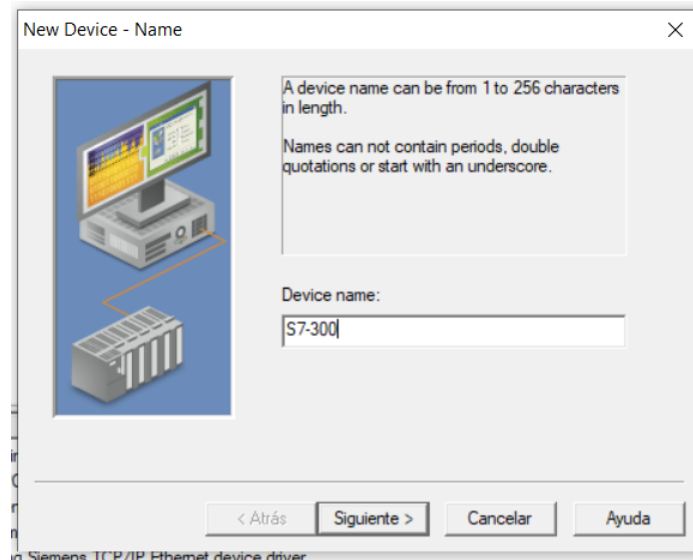 New Device - Name
A device name can be from 1 to 256 characters
in length.
Names can not contain periods, double
quotations or start with an underscore.
Device name:
S7-300
< Atrás
Siguiente >
Cancelar
Ayuda
Siemens TCP/IP Ethernet device driver